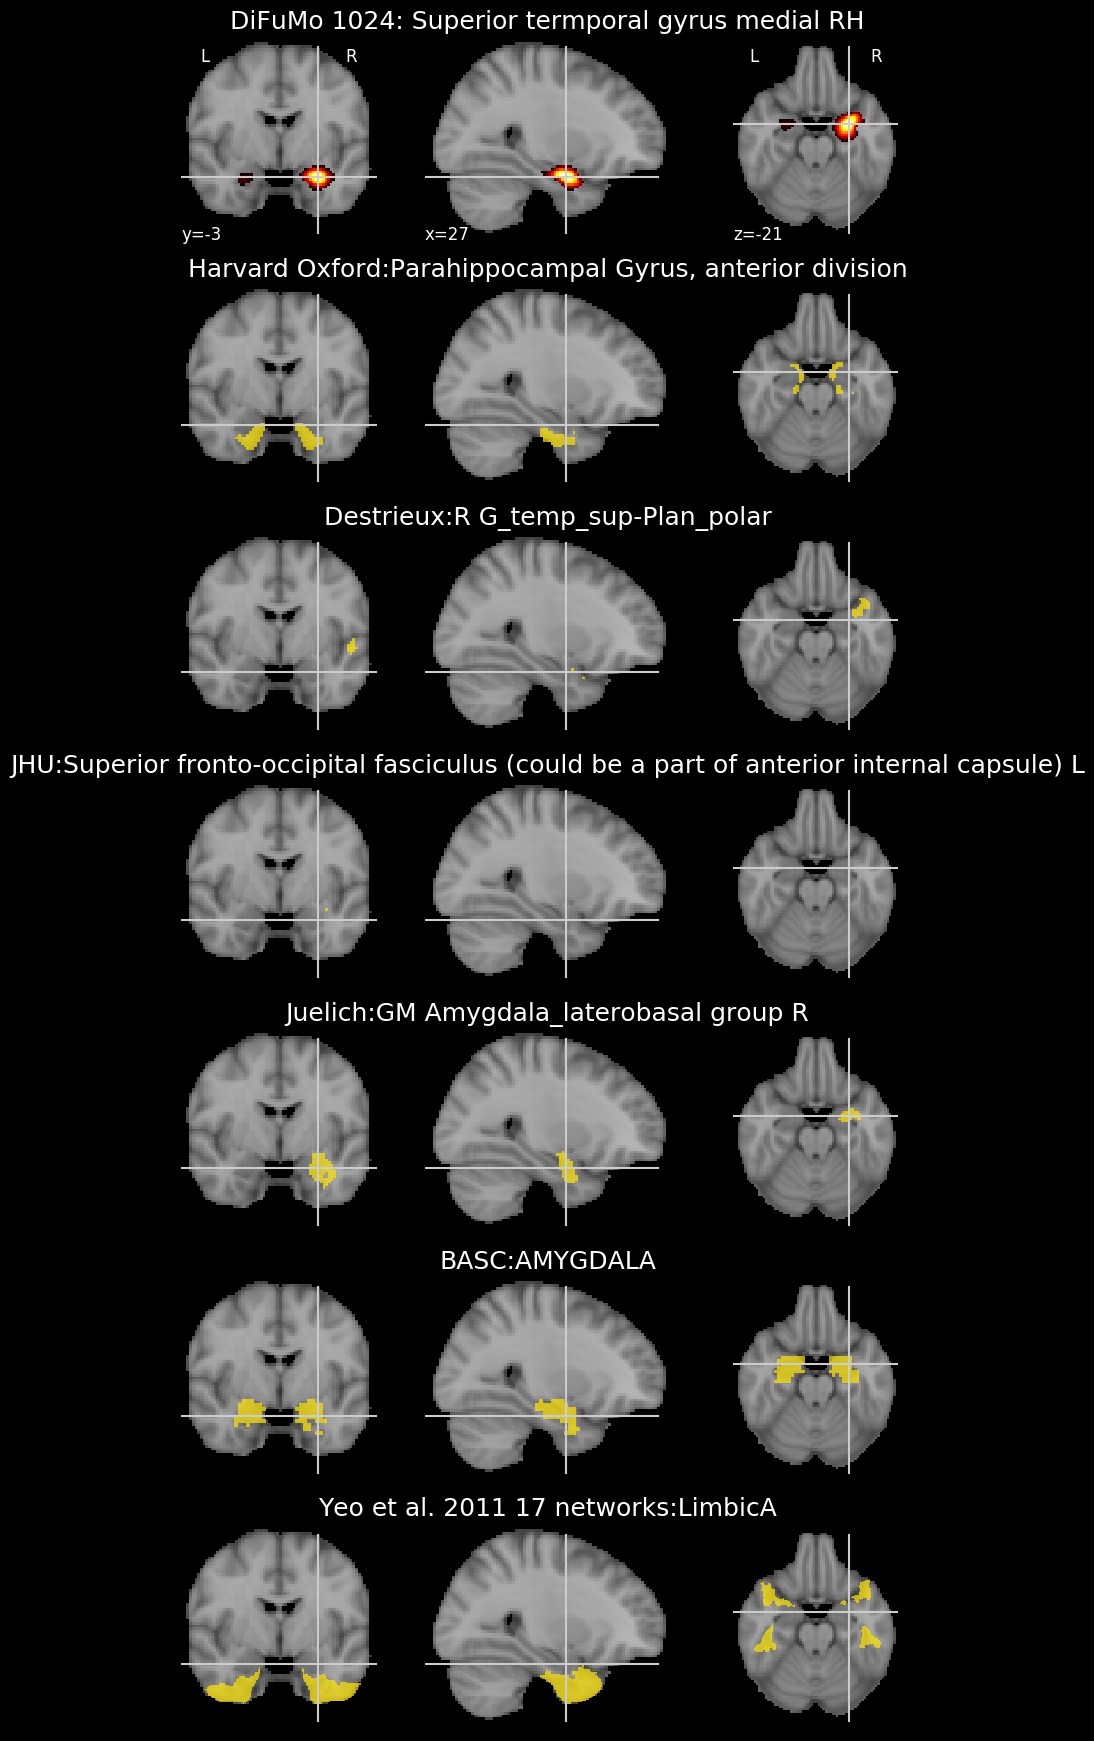 DiFuMo 1024: Superior termporal gyrus medial RH
L R L R
y=-3 x=27 z=-21
Harvard Oxford:Parahippocampal Gyrus, anterior division
Destrieux:R G_temp_sup-Plan_polar
JHU:Superior fronto-occipital fasciculus (could be a part of anterior internal capsule) L
Juelich:GM Amygdala_laterobasal group R
BASC:AMYGDALA
Yeo et al. 2011 17 networks:LimbicA